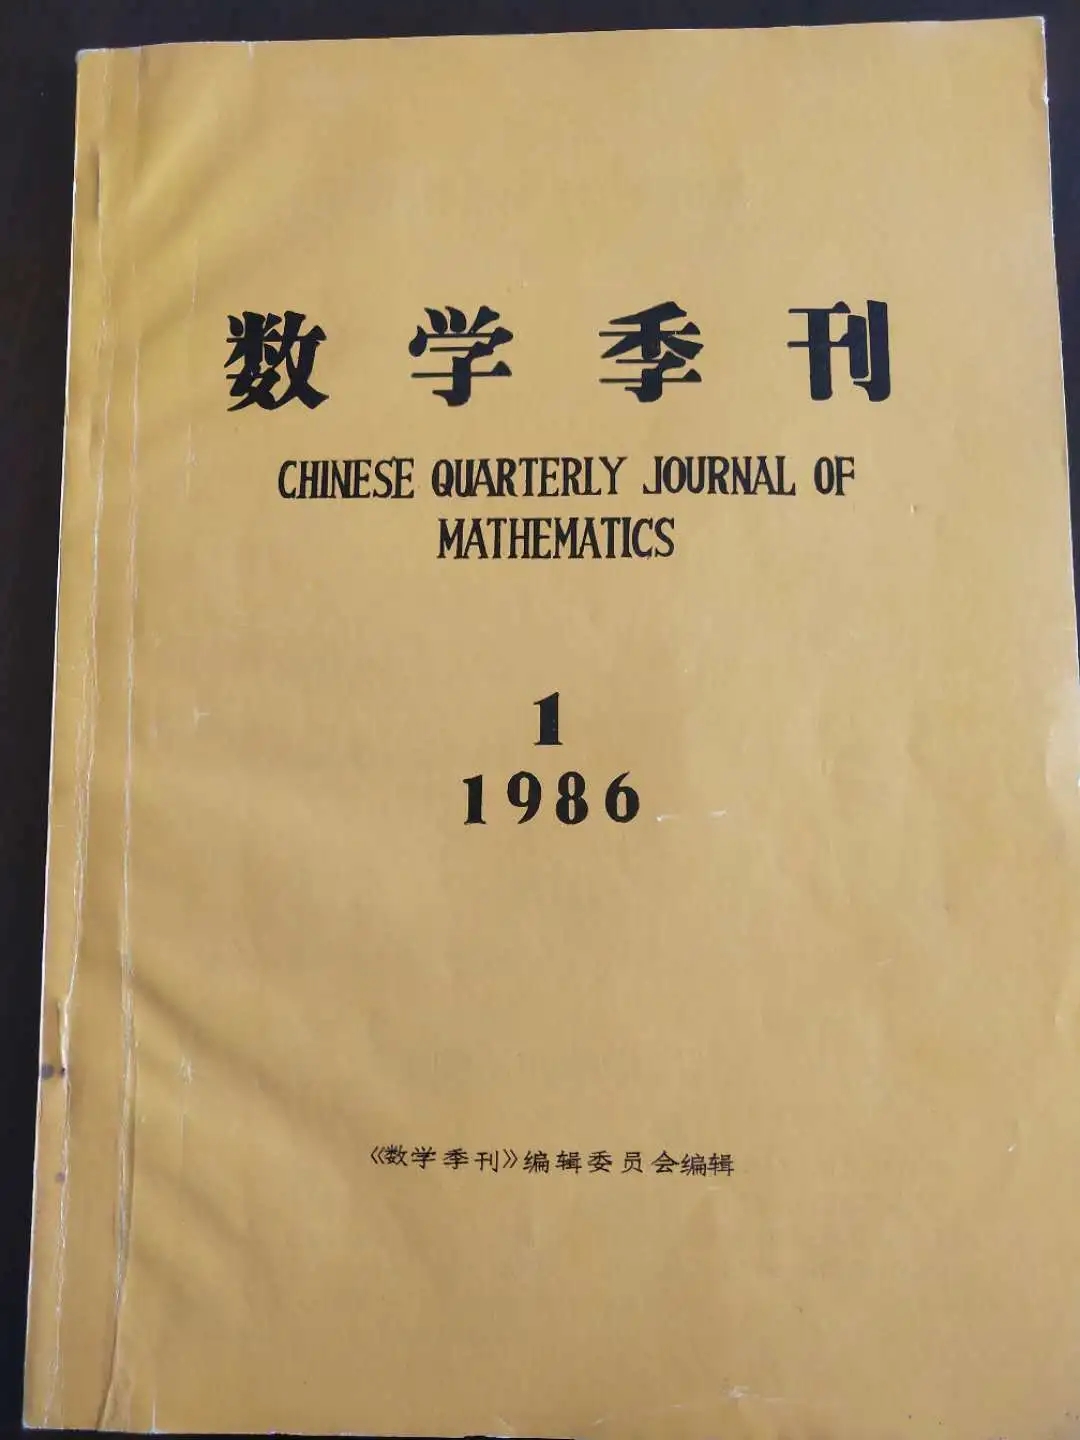 数学季刊
CHINESE QUARTERLY JOURNAL OF
MATHEMATICS
1
1986
《数学季刊》编辑委员会编辑